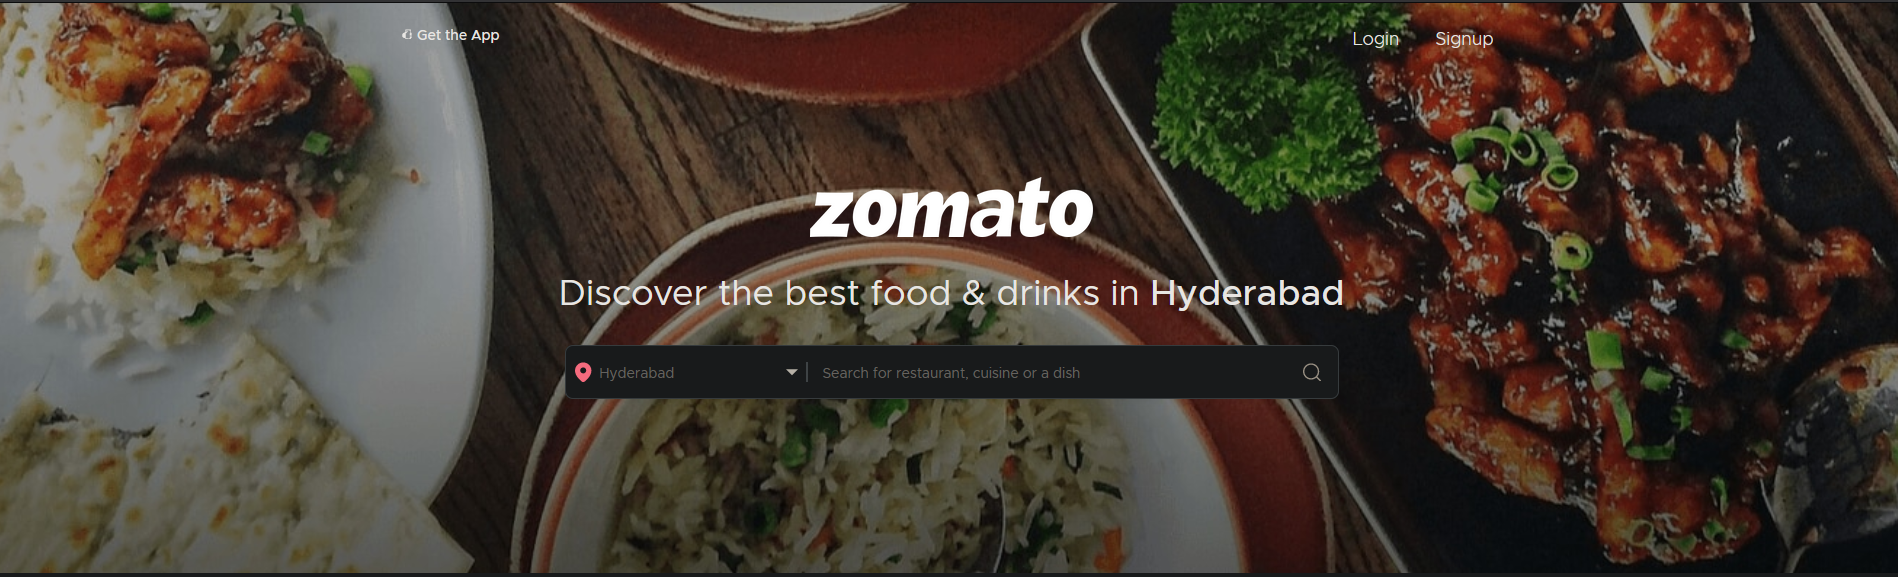 Get the App
Login
Signup
zomato
Discover the best food & drinks in Hyderabad
Hyderabad
Search for restaurant, cuisine or a dish